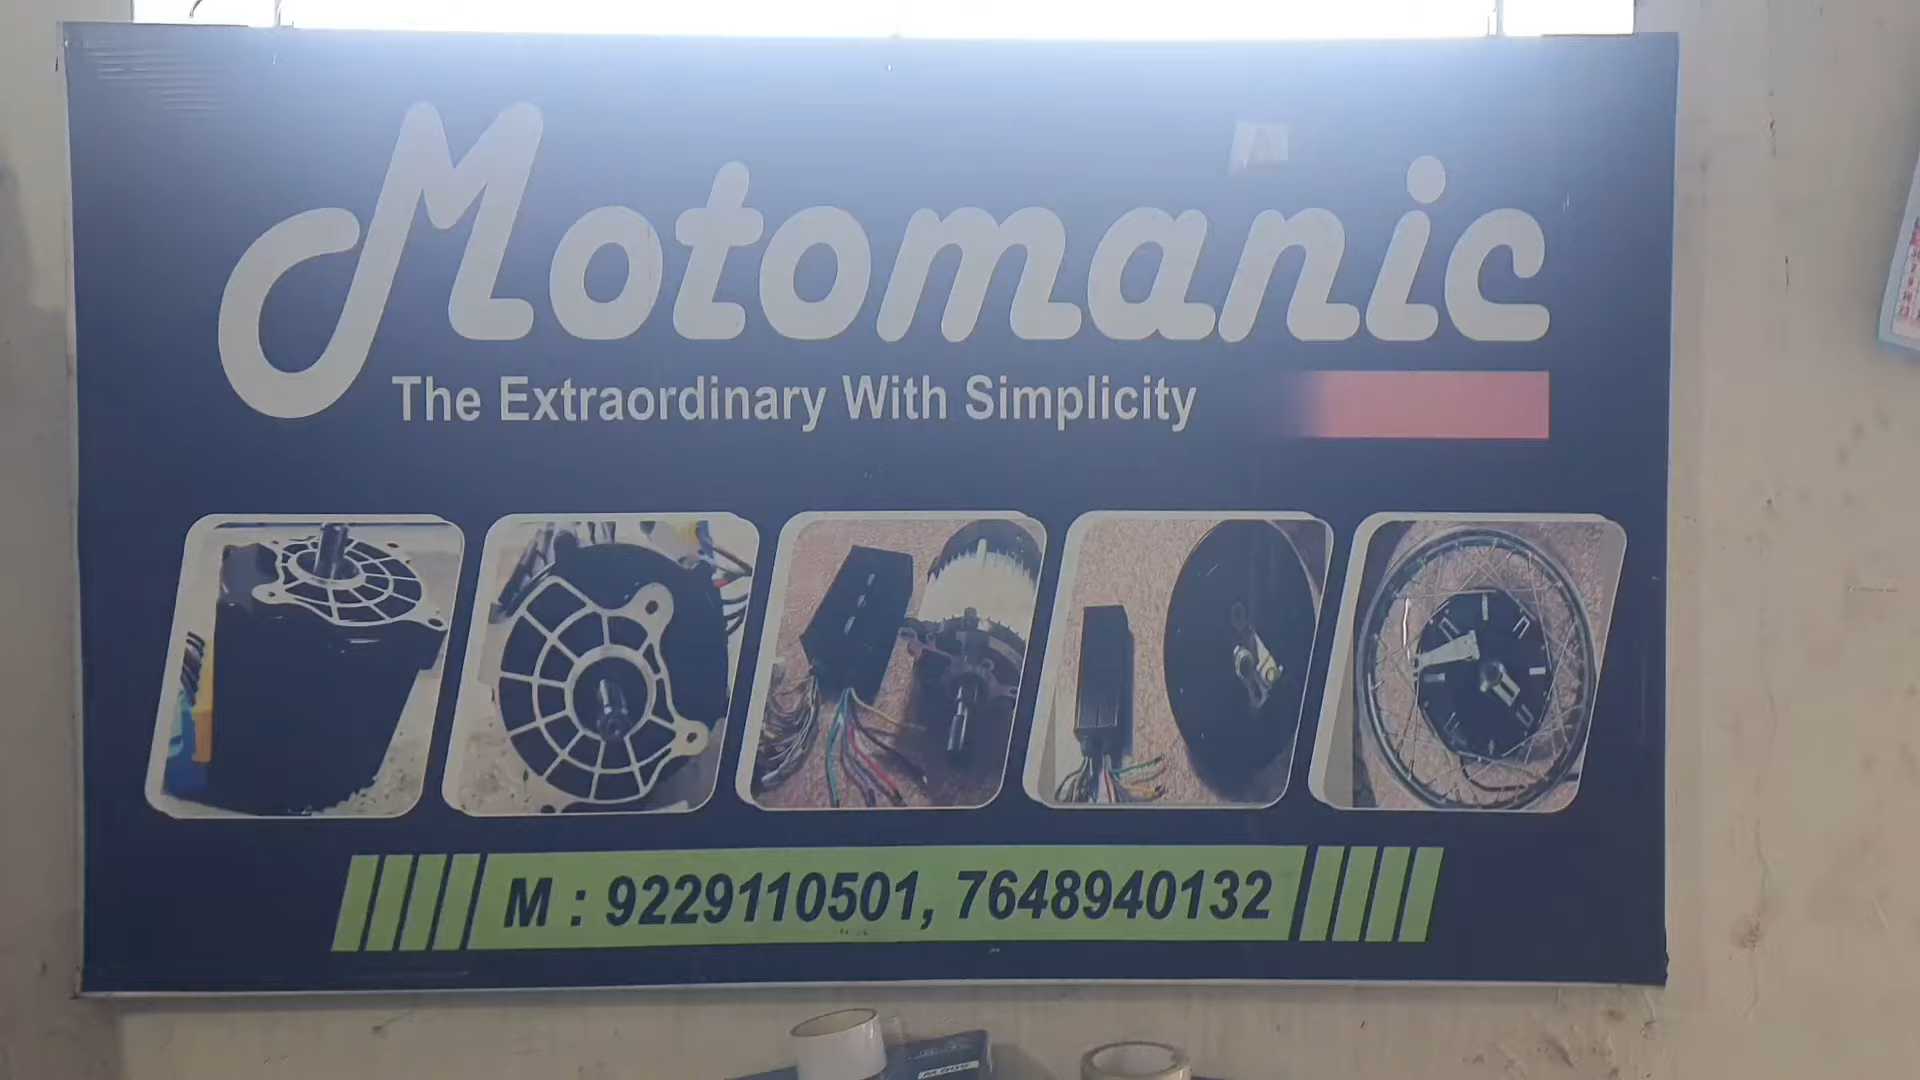 Motomanic
The Extraordinary With Simplicity
M : 9229110501, 7648940132